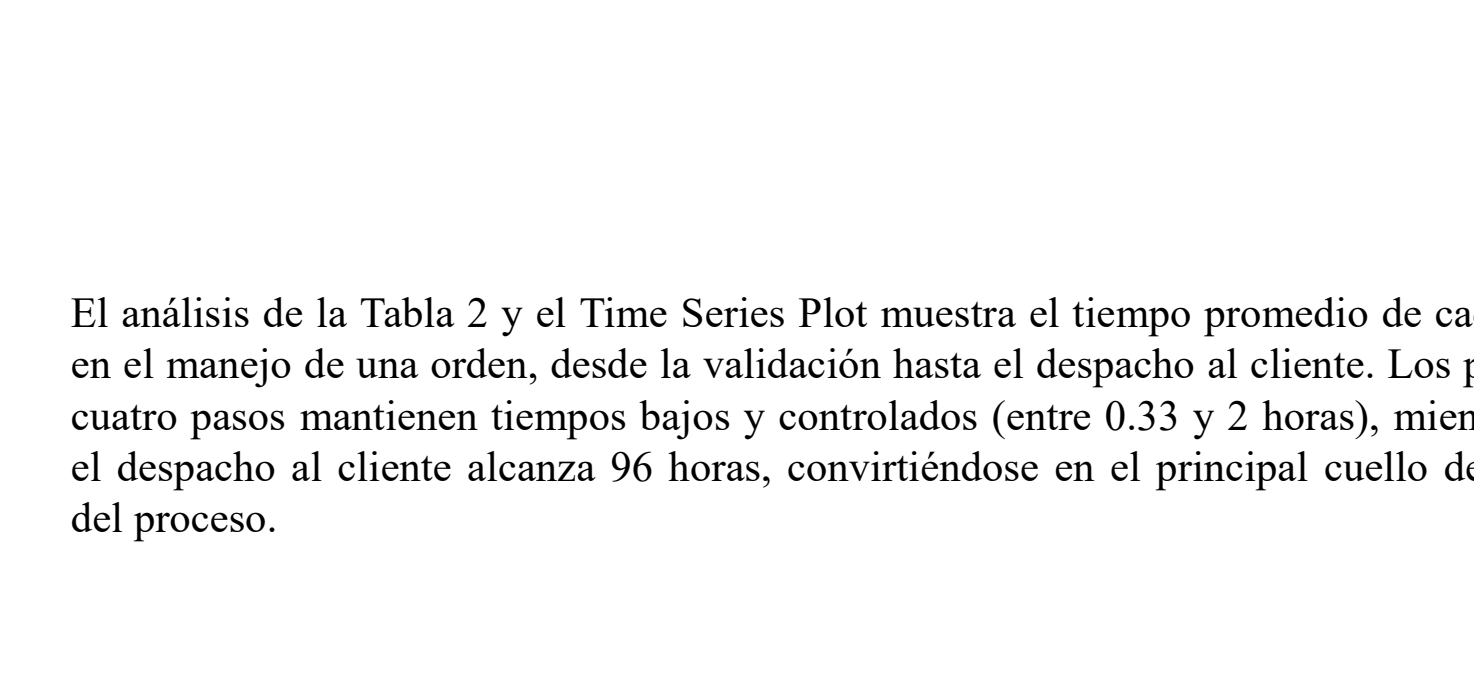 El análisis de la Tabla 2 y el Time Series Plot muestra el tiempo promedio de
en el manejo de una orden, desde la validación hasta el despacho al cliente. Los
cuatro pasos mantienen tiempos bajos y controlados (entre 0.33 y 2 horas),
el despacho al cliente alcanza 96 horas, convirtiéndose en el principal cuello de
del proceso.